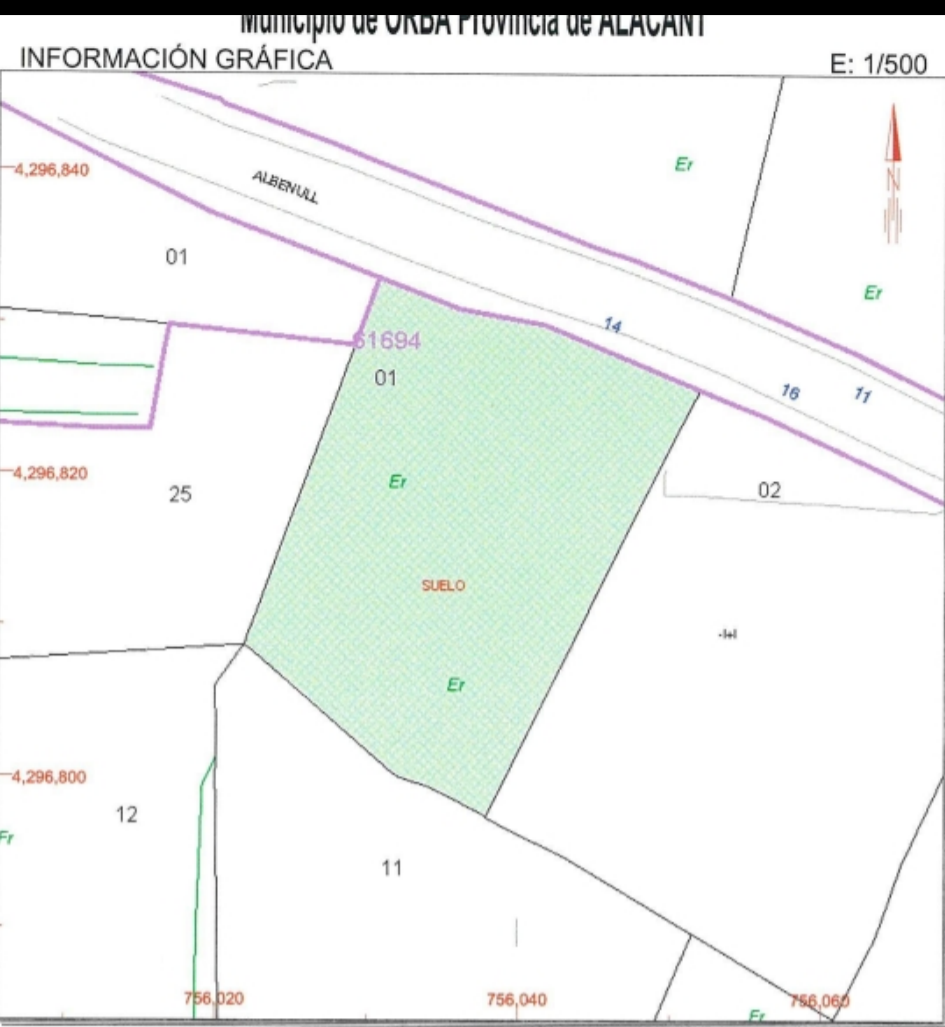 Municipio de ORBA Provincia de ALACANT
INFORMACIÓN GRÁFICA
E: 1/500
Er
4,296,840
ALBENULL
N
01
Er
14
61694
01
16
11
4,296,820
Er
25
02
SUELO
Er
4,296,800
12
Er
11
756,020
756,040
756,060
Er